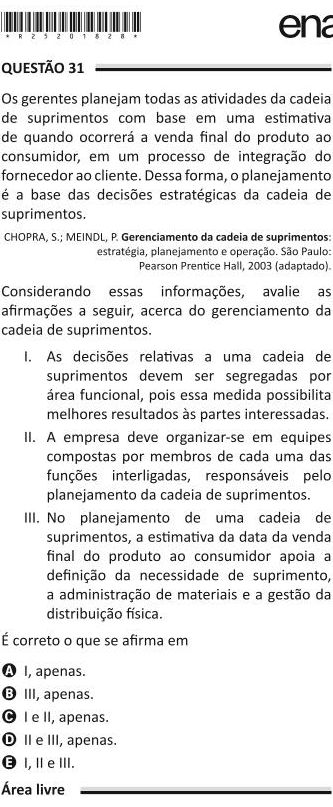 * R 2 5 2 0 1 8 2 8 *
ena
QUESTÃO 31
Os gerentes planejam todas as atividades da cadeia
de suprimentos com base em uma estimativa
de quando ocorrerá a venda final do produto ao
consumidor, em um processo de integração do
fornecedor ao cliente. Dessa forma, o planejamento
é a base das decisões estratégicas da cadeia de
suprimentos.
CHOPRA, S.; MEINDL, P. Gerenciamento da cadeia de suprimentos:
estratégia, planejamento e operação. São Paulo:
Pearson Prentice Hall, 2003 (adaptado).
Considerando essas informações, avalie as
afirmações a seguir, acerca do gerenciamento da
cadeia de suprimentos.
I. As decisões relativas a uma cadeia de
suprimentos devem ser segregadas por
área funcional, pois essa medida possibilita
melhores resultados às partes interessadas.
II. A empresa deve organizar-se em equipes
compostas por membros de cada uma das
funções interligadas, responsáveis pelo
planejamento da cadeia de suprimentos.
III. No planejamento de uma cadeia de
suprimentos, a estimativa da data da venda
final do produto ao consumidor apoia a
definição da necessidade de suprimento,
a administração de materiais e a gestão da
distribuição física.
É correto o que se afirma em
A I, apenas.
B III, apenas.
C I e II, apenas.
D II e III, apenas.
E I, II e III.
Área livre